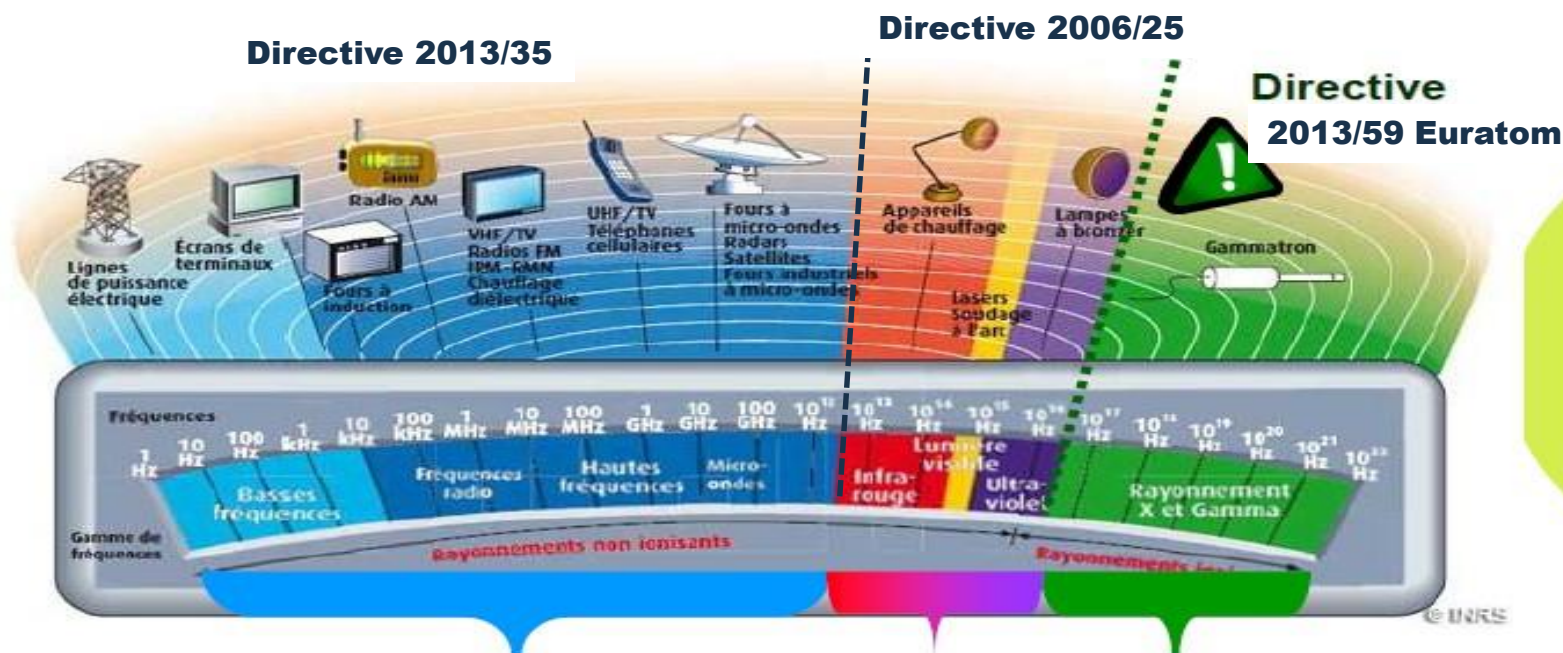 Directive 2013/35
Directive 2006/25
Directive
2013/59 Euratom
Lignes
de puissance
électrique
Écrans de
terminaux
Fours à
induction
Radio AM
VHF/TV
Radios FM
IRM-RMN
Chauffage
diélectrique
UHF/TV
Téléphones
cellulaires
Fours à
micro-ondes
Radars
Satellites
Fours industriels
à micro-ondes
Appareils
de chauffage
Lasers
Soudage
à l'arc
Lampes
à bronzer
Gammatron
Fréquences
1
Hz
10
Hz
100
Hz
1
kHz
10
kHz
100
kHz
1
MHz
10
MHz
100
MHz
1
GHz
10
GHz
100
GHz
10¹²
Hz
10¹³
Hz
10¹⁴
Hz
10¹⁵
Hz
10¹⁶
Hz
10¹⁷
Hz
10¹⁸
Hz
10¹⁹
Hz
10²⁰
Hz
10²¹
Hz
10²²
Hz
Basses
fréquences
Fréquences
radio
Hautes
fréquences
Micro-
ondes
Infra-
rouge
Lumière
visible
Ultra-
violet
Rayonnement
X et Gamma
Gamme de
fréquences
Rayonnements non ionisants
Rayonnements
© INRS